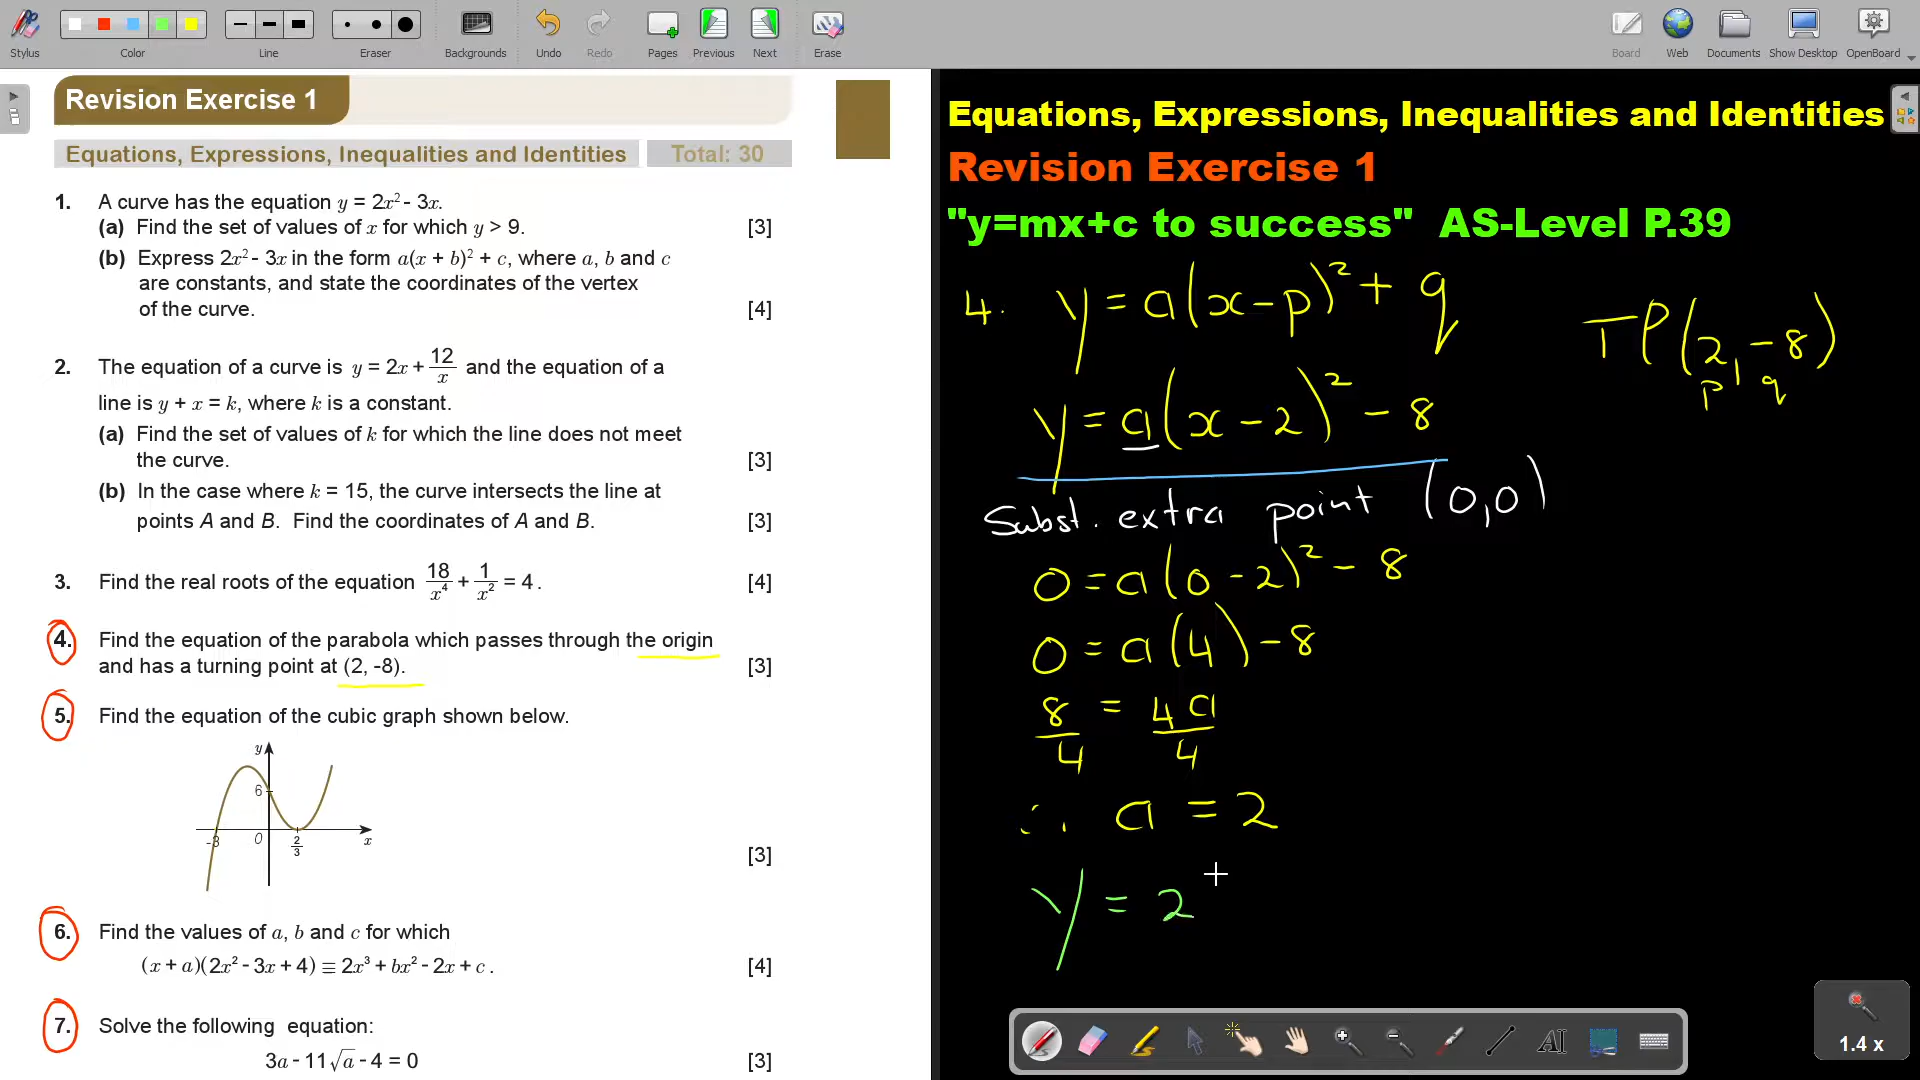 Stylus
Color
Line
Eraser
Backgrounds
Undo
Redo
Pages
Previous
Next
Erase
Board
Web
Documents
Show Desktop
OpenBoard
Revision Exercise 1
Equations, Expressions, Inequalities and Identities Total: 30
1. A curve has the equation y = 2x² - 3x.
(a) Find the set of values of x for which y > 9. [3]
(b) Express 2x² - 3x in the form a(x + b)² + c, where a, b and c
are constants, and state the coordinates of the vertex
of the curve. [4]
2. The equation of a curve is y = 2x + 12/x and the equation of a
line is y + x = k, where k is a constant.
(a) Find the set of values of k for which the line does not meet
the curve. [3]
(b) In the case where k = 15, the curve intersects the line at
points A and B. Find the coordinates of A and B. [3]
3. Find the real roots of the equation 18/x⁴ + 1/x² = 4. [4]
4. Find the equation of the parabola which passes through the origin
and has a turning point at (2, -8). [3]
5. Find the equation of the cubic graph shown below.
y
6
-3 0 2/3 x
[3]
6. Find the values of a, b and c for which
(x + a)(2x² - 3x + 4) ≡ 2x³ + bx² - 2x + c. [4]
7. Solve the following equation:
3a - 11√a - 4 = 0 [3]
Equations, Expressions, Inequalities and Identities
Revision Exercise 1
"y=mx+c to success" AS-Level P.39
4. y = a(x-p)² + q
TP(2, -8)
p, q
y = a(x-2)² - 8
Subst. extra point (0,0)
0 = a(0-2)² - 8
0 = a(4) - 8
8/4 = 4a/4
∴ a = 2
y = 2
1.4 x